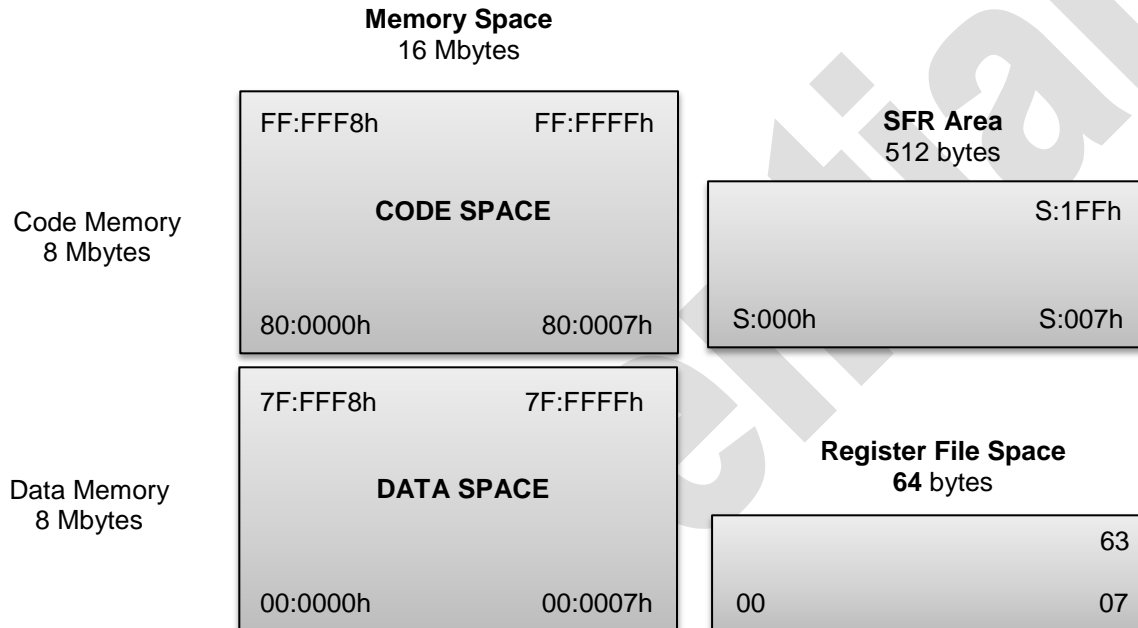 Memory Space
16 Mbytes
Code Memory
8 Mbytes
FF:FFF8h FF:FFFFh
CODE SPACE
80:0000h 80:0007h
SFR Area
512 bytes
S:1FFh
S:000h S:007h
Data Memory
8 Mbytes
7F:FFF8h 7F:FFFFh
DATA SPACE
00:0000h 00:0007h
Register File Space
64 bytes
63
00 07